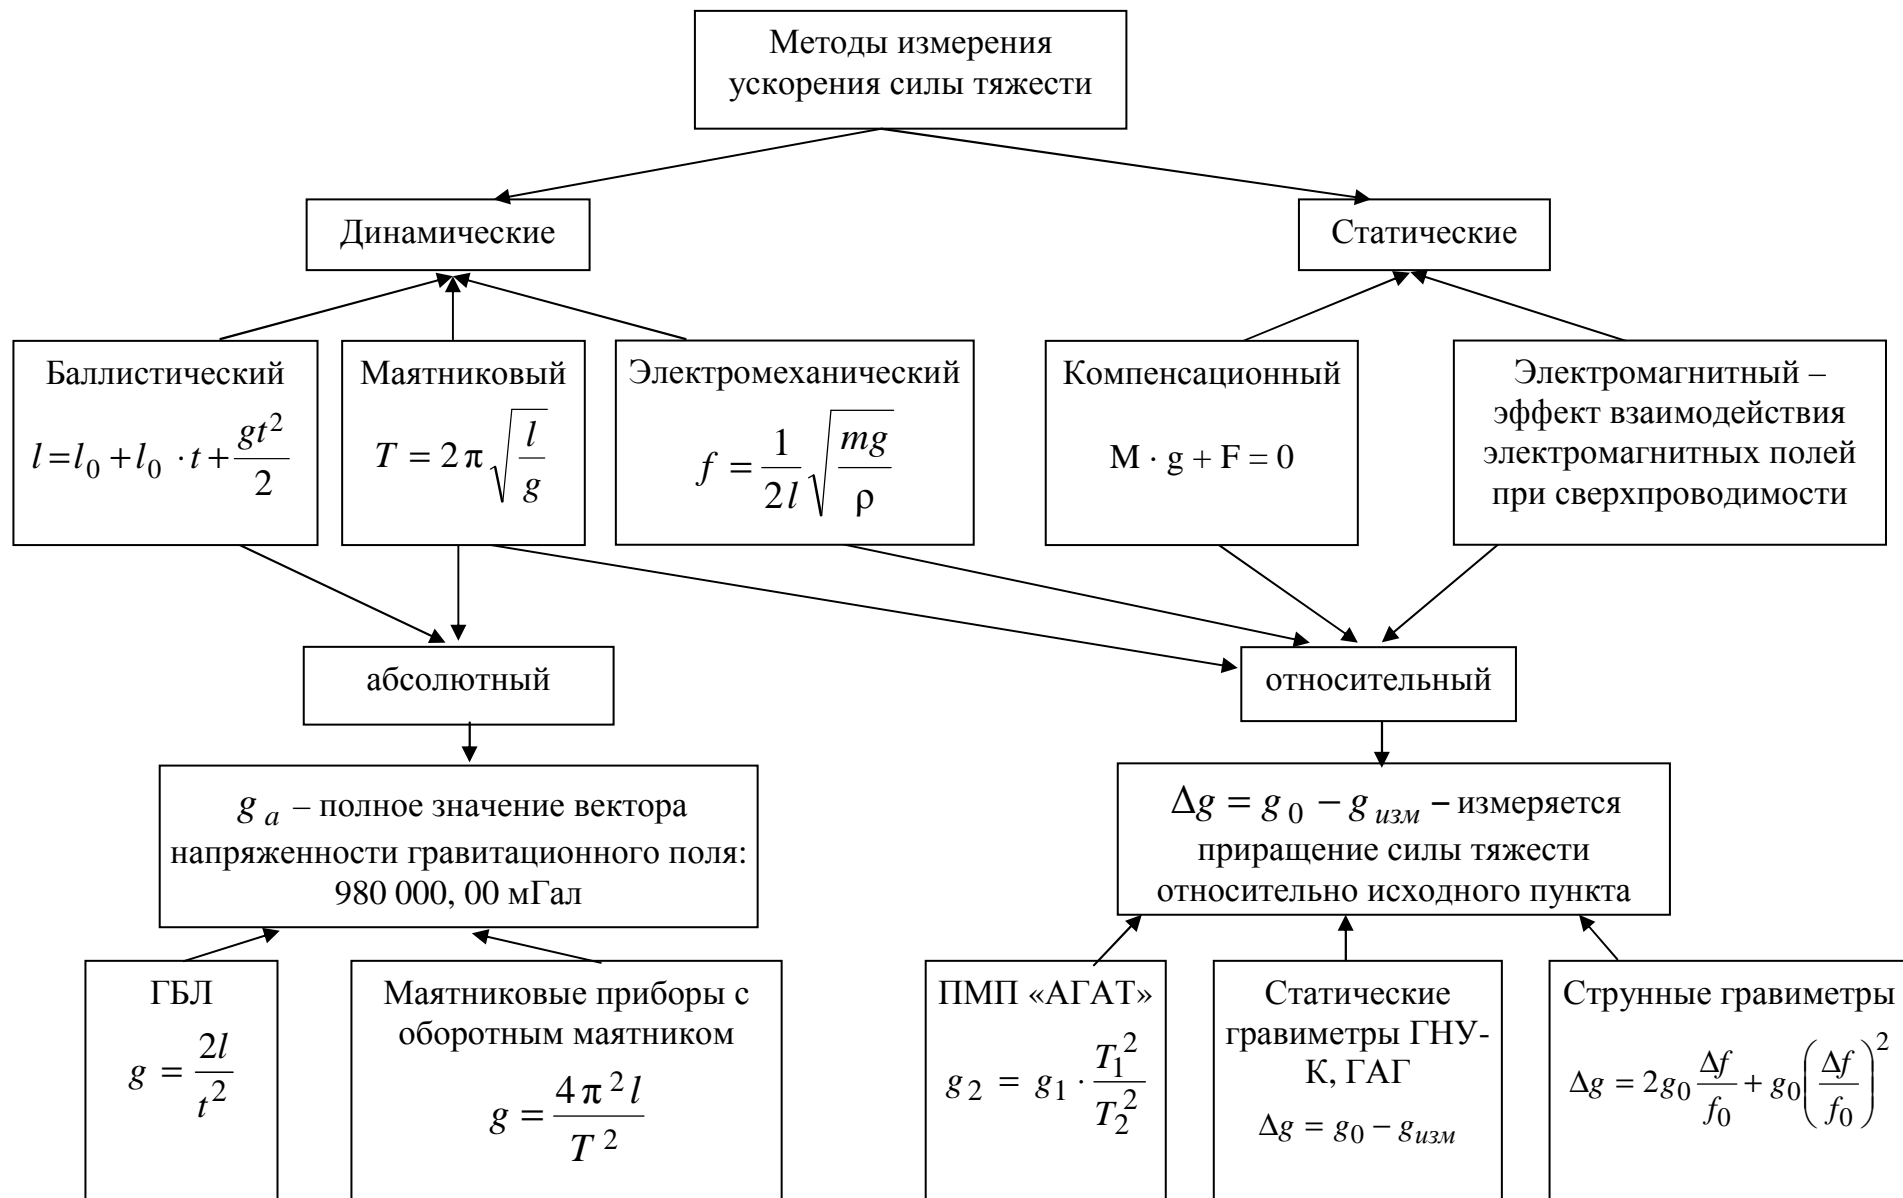 Методы измерения
ускорения силы тяжести
Динамические
Статические
Баллистический
l=l₀+l₀ · t+gt²/2
Маятниковый
T = 2π√(l/g)
Электромеханический
f = 1/2l √(mg/ρ)
Компенсационный
M · g + F = 0
Электромагнитный –
эффект взаимодействия
электромагнитных полей
при сверхпроводимости
абсолютный
относительный
g a – полное значение вектора
напряженности гравитационного поля:
980 000, 00 мГал
Δg = g 0 − g изм – измеряется
приращение силы тяжести
относительно исходного пункта
ГБЛ
g = 2l/t²
Маятниковые приборы с
оборотным маятником
g = 4π²l/T²
ПМП «АГАТ»
g₂ = g₁ · T₁²/T₂²
Статические
гравиметры ГНУ-
К, ГАГ
Δg = g₀ − gизм
Струнные гравиметры
Δg = 2g₀ Δf/f₀ + g₀(Δf/f₀)²